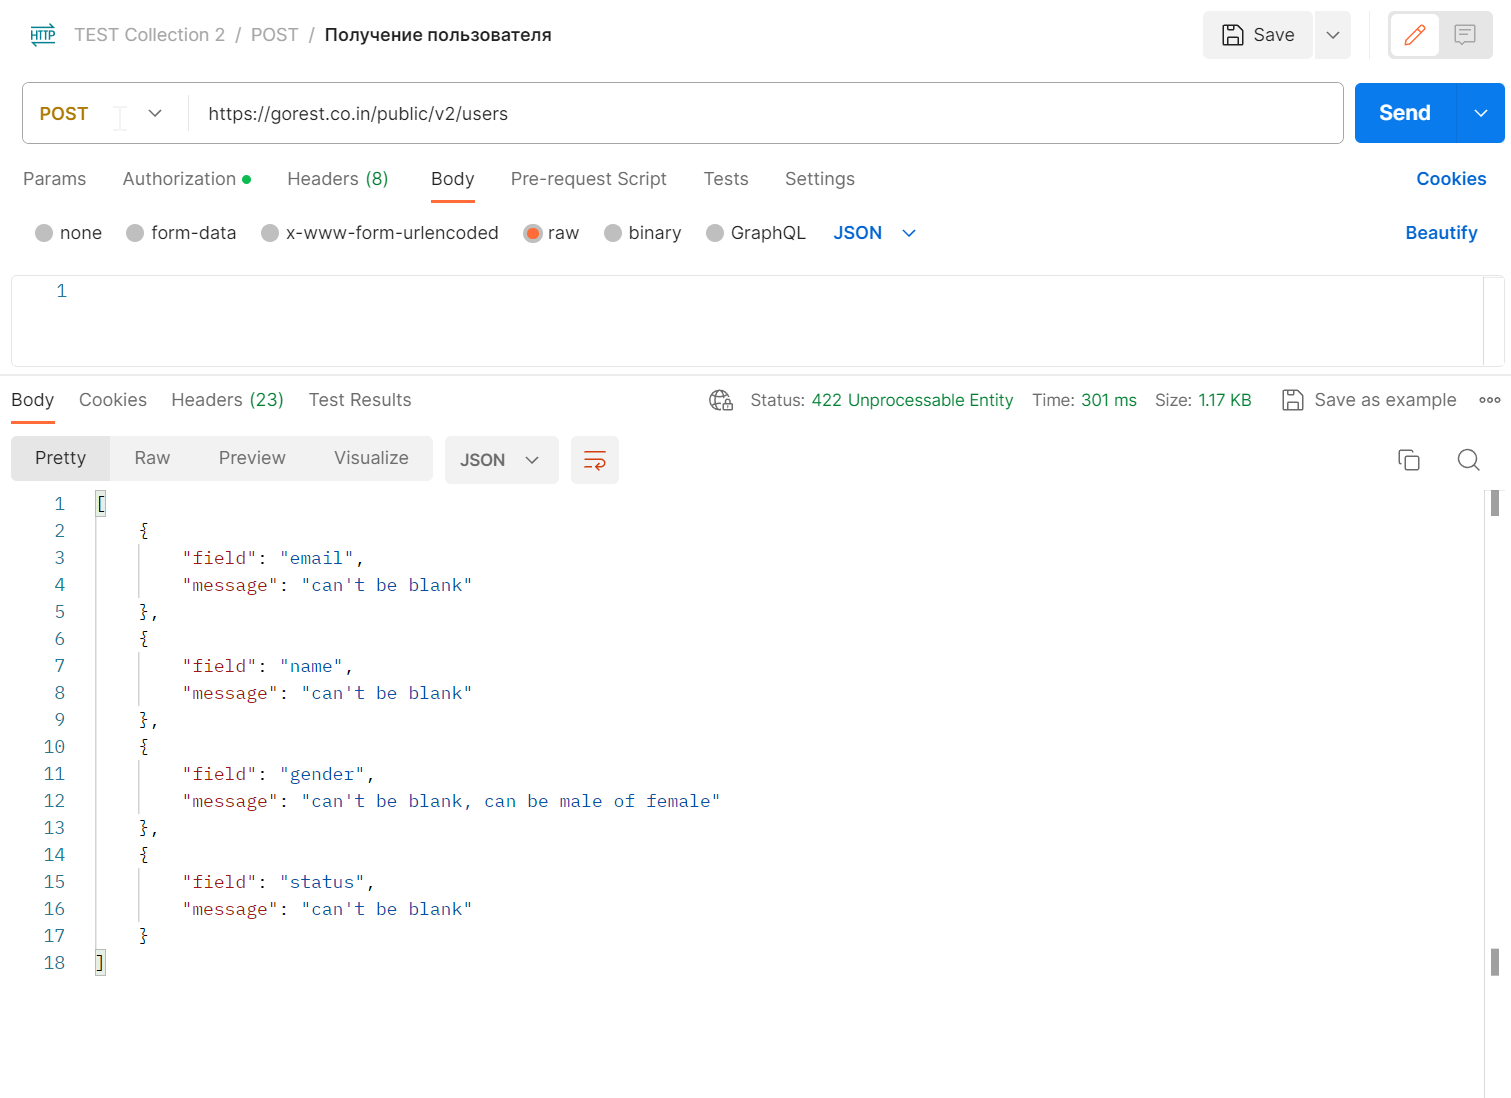 HTTP TEST Collection 2 / POST / Получение пользователя Save
POST https://gorest.co.in/public/v2/users Send
Params Authorization Headers (8) Body Pre-request Script Tests Settings Cookies
none form-data x-www-form-urlencoded raw binary GraphQL JSON Beautify
1
Body Cookies Headers (23) Test Results Status: 422 Unprocessable Entity Time: 301 ms Size: 1.17 KB Save as example
Pretty Raw Preview Visualize JSON
1 [
2 {
3 "field": "email",
4 "message": "can't be blank"
5 },
6 {
7 "field": "name",
8 "message": "can't be blank"
9 },
10 {
11 "field": "gender",
12 "message": "can't be blank, can be male of female"
13 },
14 {
15 "field": "status",
16 "message": "can't be blank"
17 }
18 ]